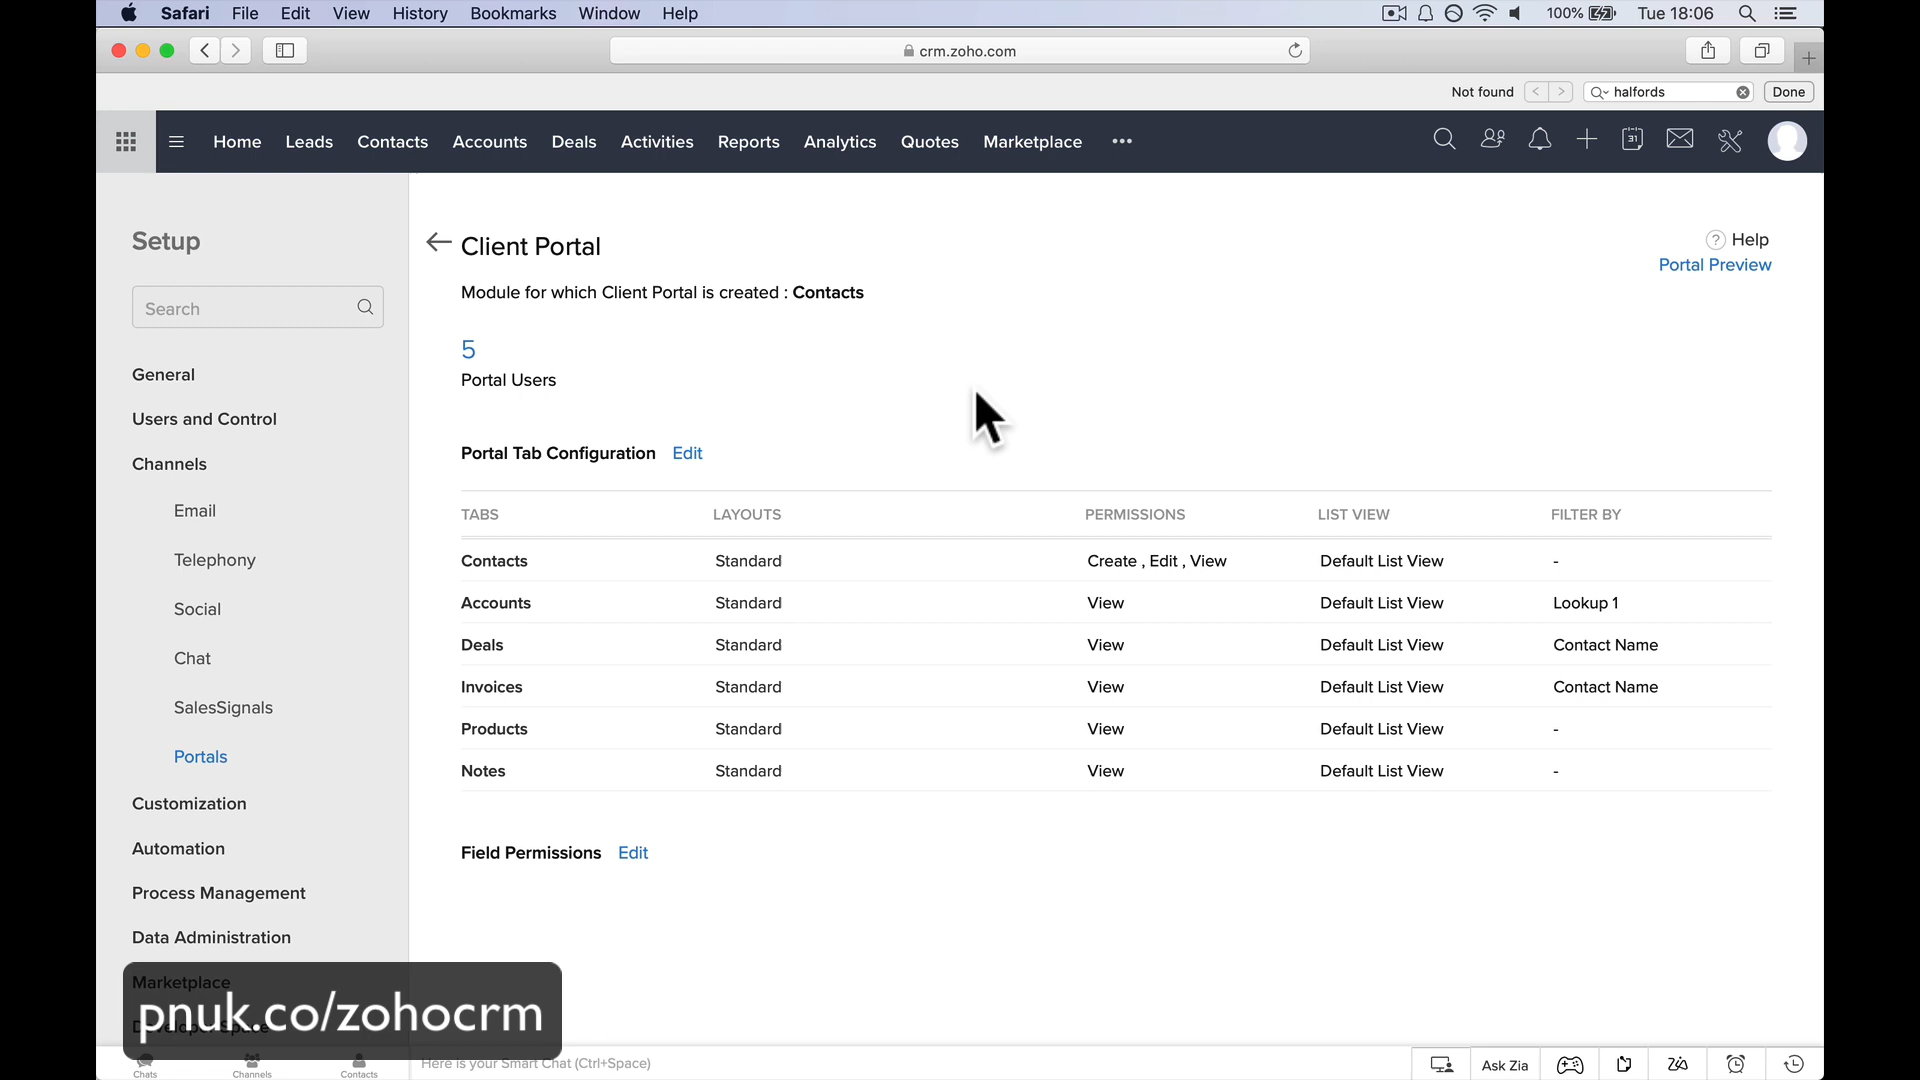 Safari File Edit View History Bookmarks Window Help 100% Tue 18:06
crm.zoho.com
Not found halfords Done
Home Leads Contacts Accounts Deals Activities Reports Analytics Quotes Marketplace ••• 31
Setup
Search
General
Users and Control
Channels
Email
Telephony
Social
Chat
SalesSignals
Portals
Customization
Automation
Process Management
Data Administration
Marketplace
Developer Space
pnuk.co/zohocrm
Client Portal
? Help
Portal Preview
Module for which Client Portal is created : Contacts
5
Portal Users
Portal Tab Configuration Edit
TABS LAYOUTS PERMISSIONS LIST VIEW FILTER BY
Contacts Standard Create , Edit , View Default List View -
Accounts Standard View Default List View Lookup 1
Deals Standard View Default List View Contact Name
Invoices Standard View Default List View Contact Name
Products Standard View Default List View -
Notes Standard View Default List View -
Field Permissions Edit
Chats Channels Contacts Here is your Smart Chat (Ctrl+Space) Ask Zia